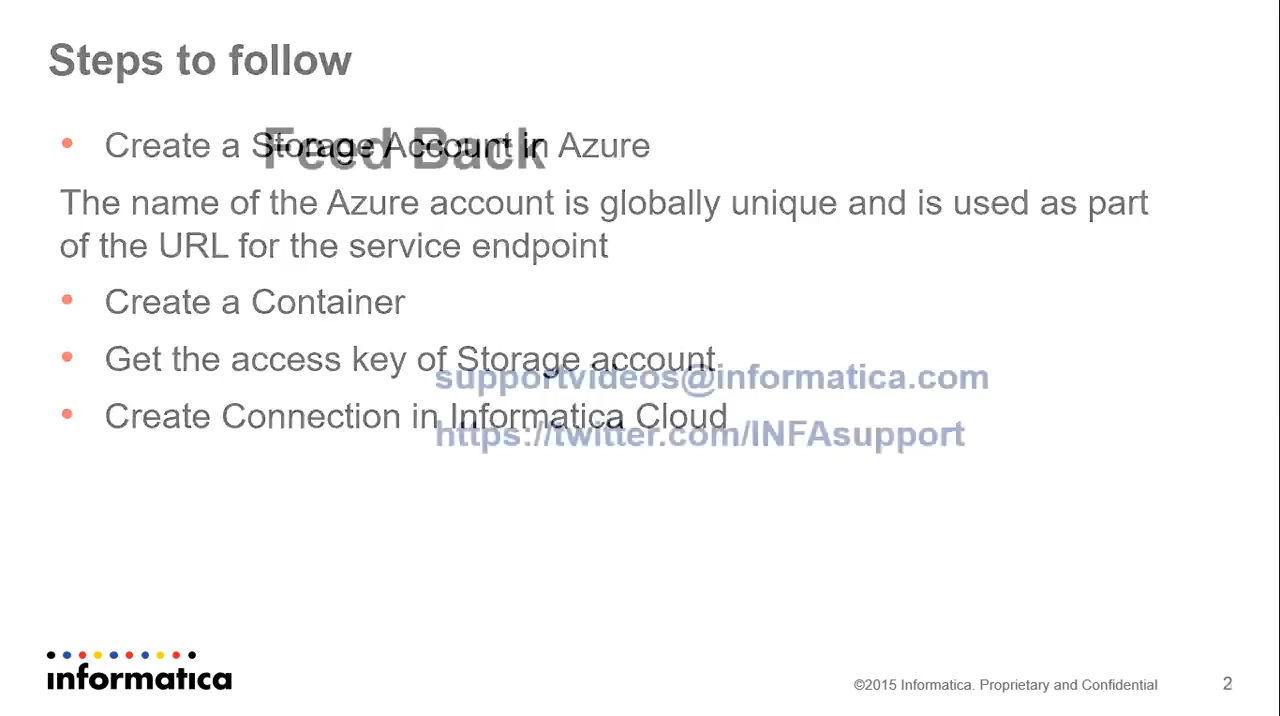 Steps to follow
• Create a Storage Account in Azure
Feed Back
The name of the Azure account is globally unique and is used as part
of the URL for the service endpoint
• Create a Container
• Get the access key of Storage account
supportvideos@informatica.com
• Create Connection in Informatica Cloud
https://twitter.com/INFAsupport
informatica
©2015 Informatica. Proprietary and Confidential
2